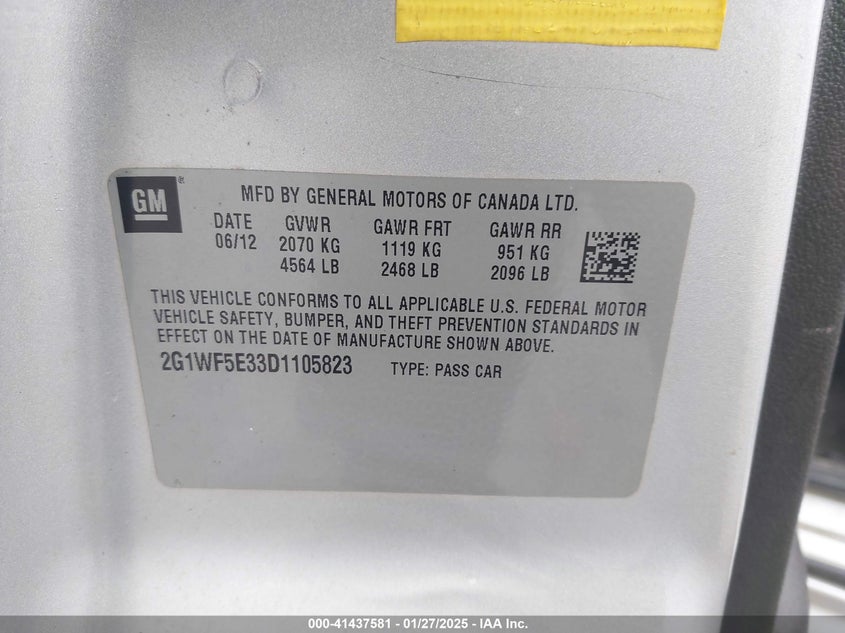 GM
MFD BY GENERAL MOTORS OF CANADA LTD.
DATE GVWR GAWR FRT GAWR RR
06/12 2070 KG 1119 KG 951 KG
4564 LB 2468 LB 2096 LB
THIS VEHICLE CONFORMS TO ALL APPLICABLE U.S. FEDERAL MOTOR
VEHICLE SAFETY, BUMPER, AND THEFT PREVENTION STANDARDS IN
EFFECT ON THE DATE OF MANUFACTURE SHOWN ABOVE.
2G1WF5E33D1105823 TYPE: PASS CAR
000-41437581 - 01/27/2025 - IAA Inc.